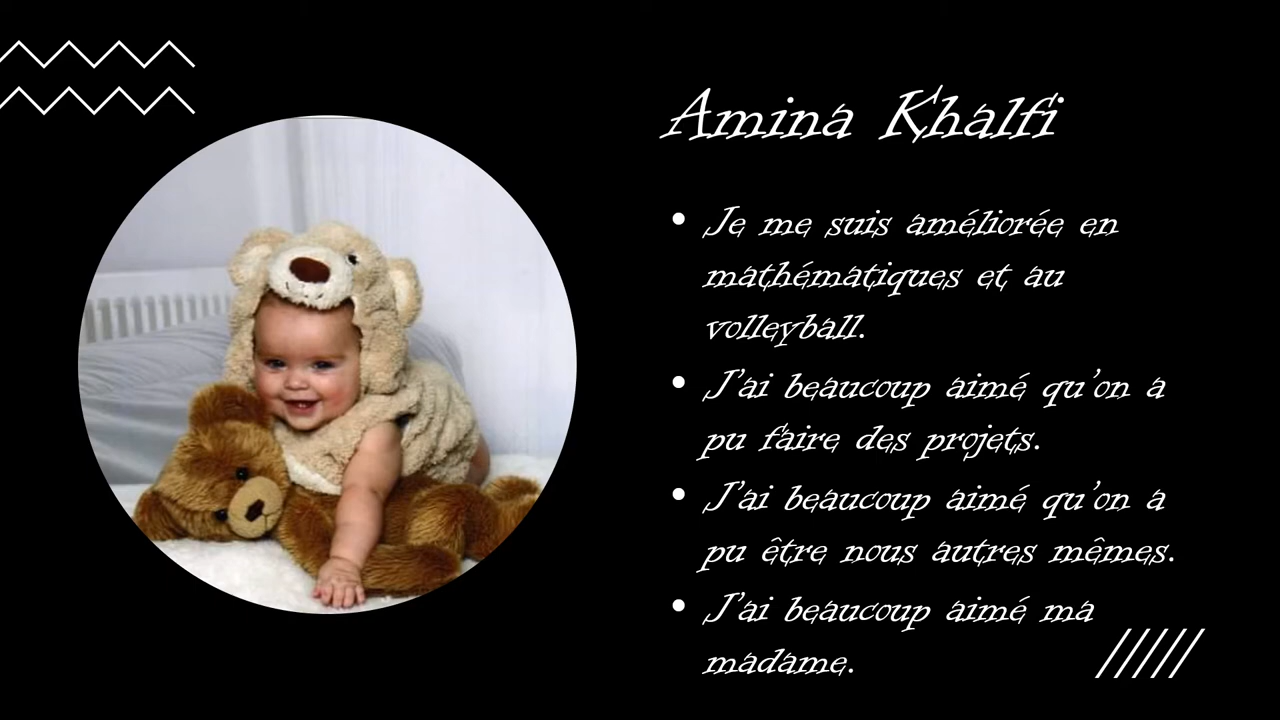 Amina Khalfi
• Je me suis améliorée en
mathématiques et au
volleyball.
• J'ai beaucoup aimé qu'on a
pu faire des projets.
• J'ai beaucoup aimé qu'on a
pu être nous autres mêmes.
• J'ai beaucoup aimé ma
madame.